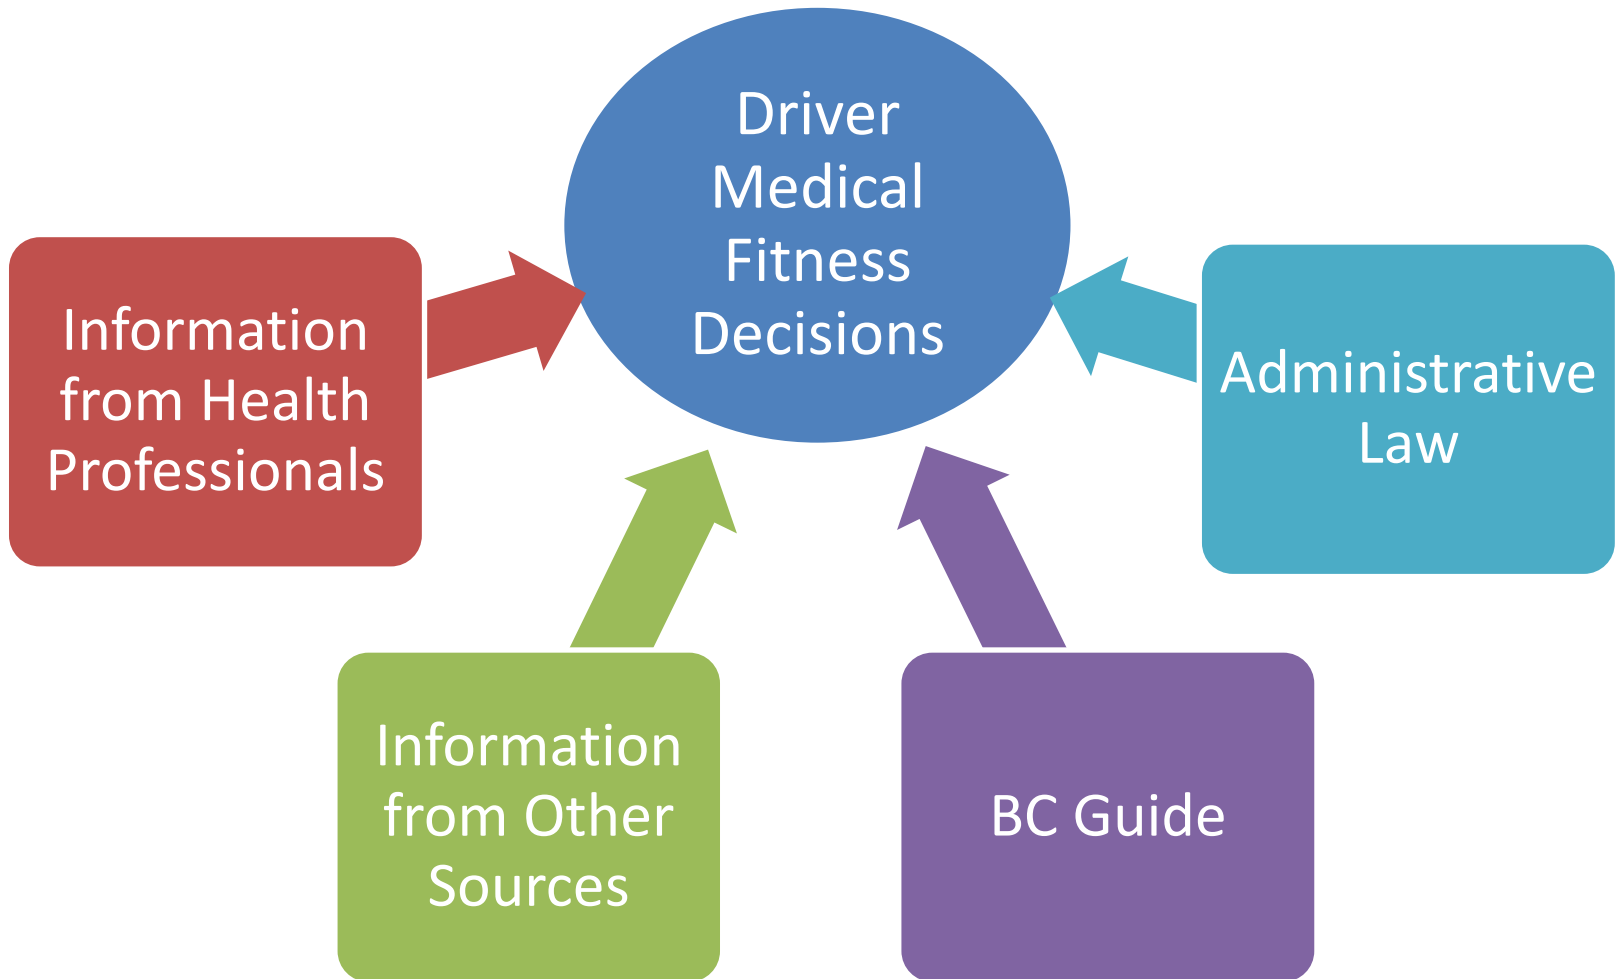 Driver
Medical
Fitness
Decisions
Information
from Health
Professionals
Administrative
Law
Information
from Other
Sources
BC Guide